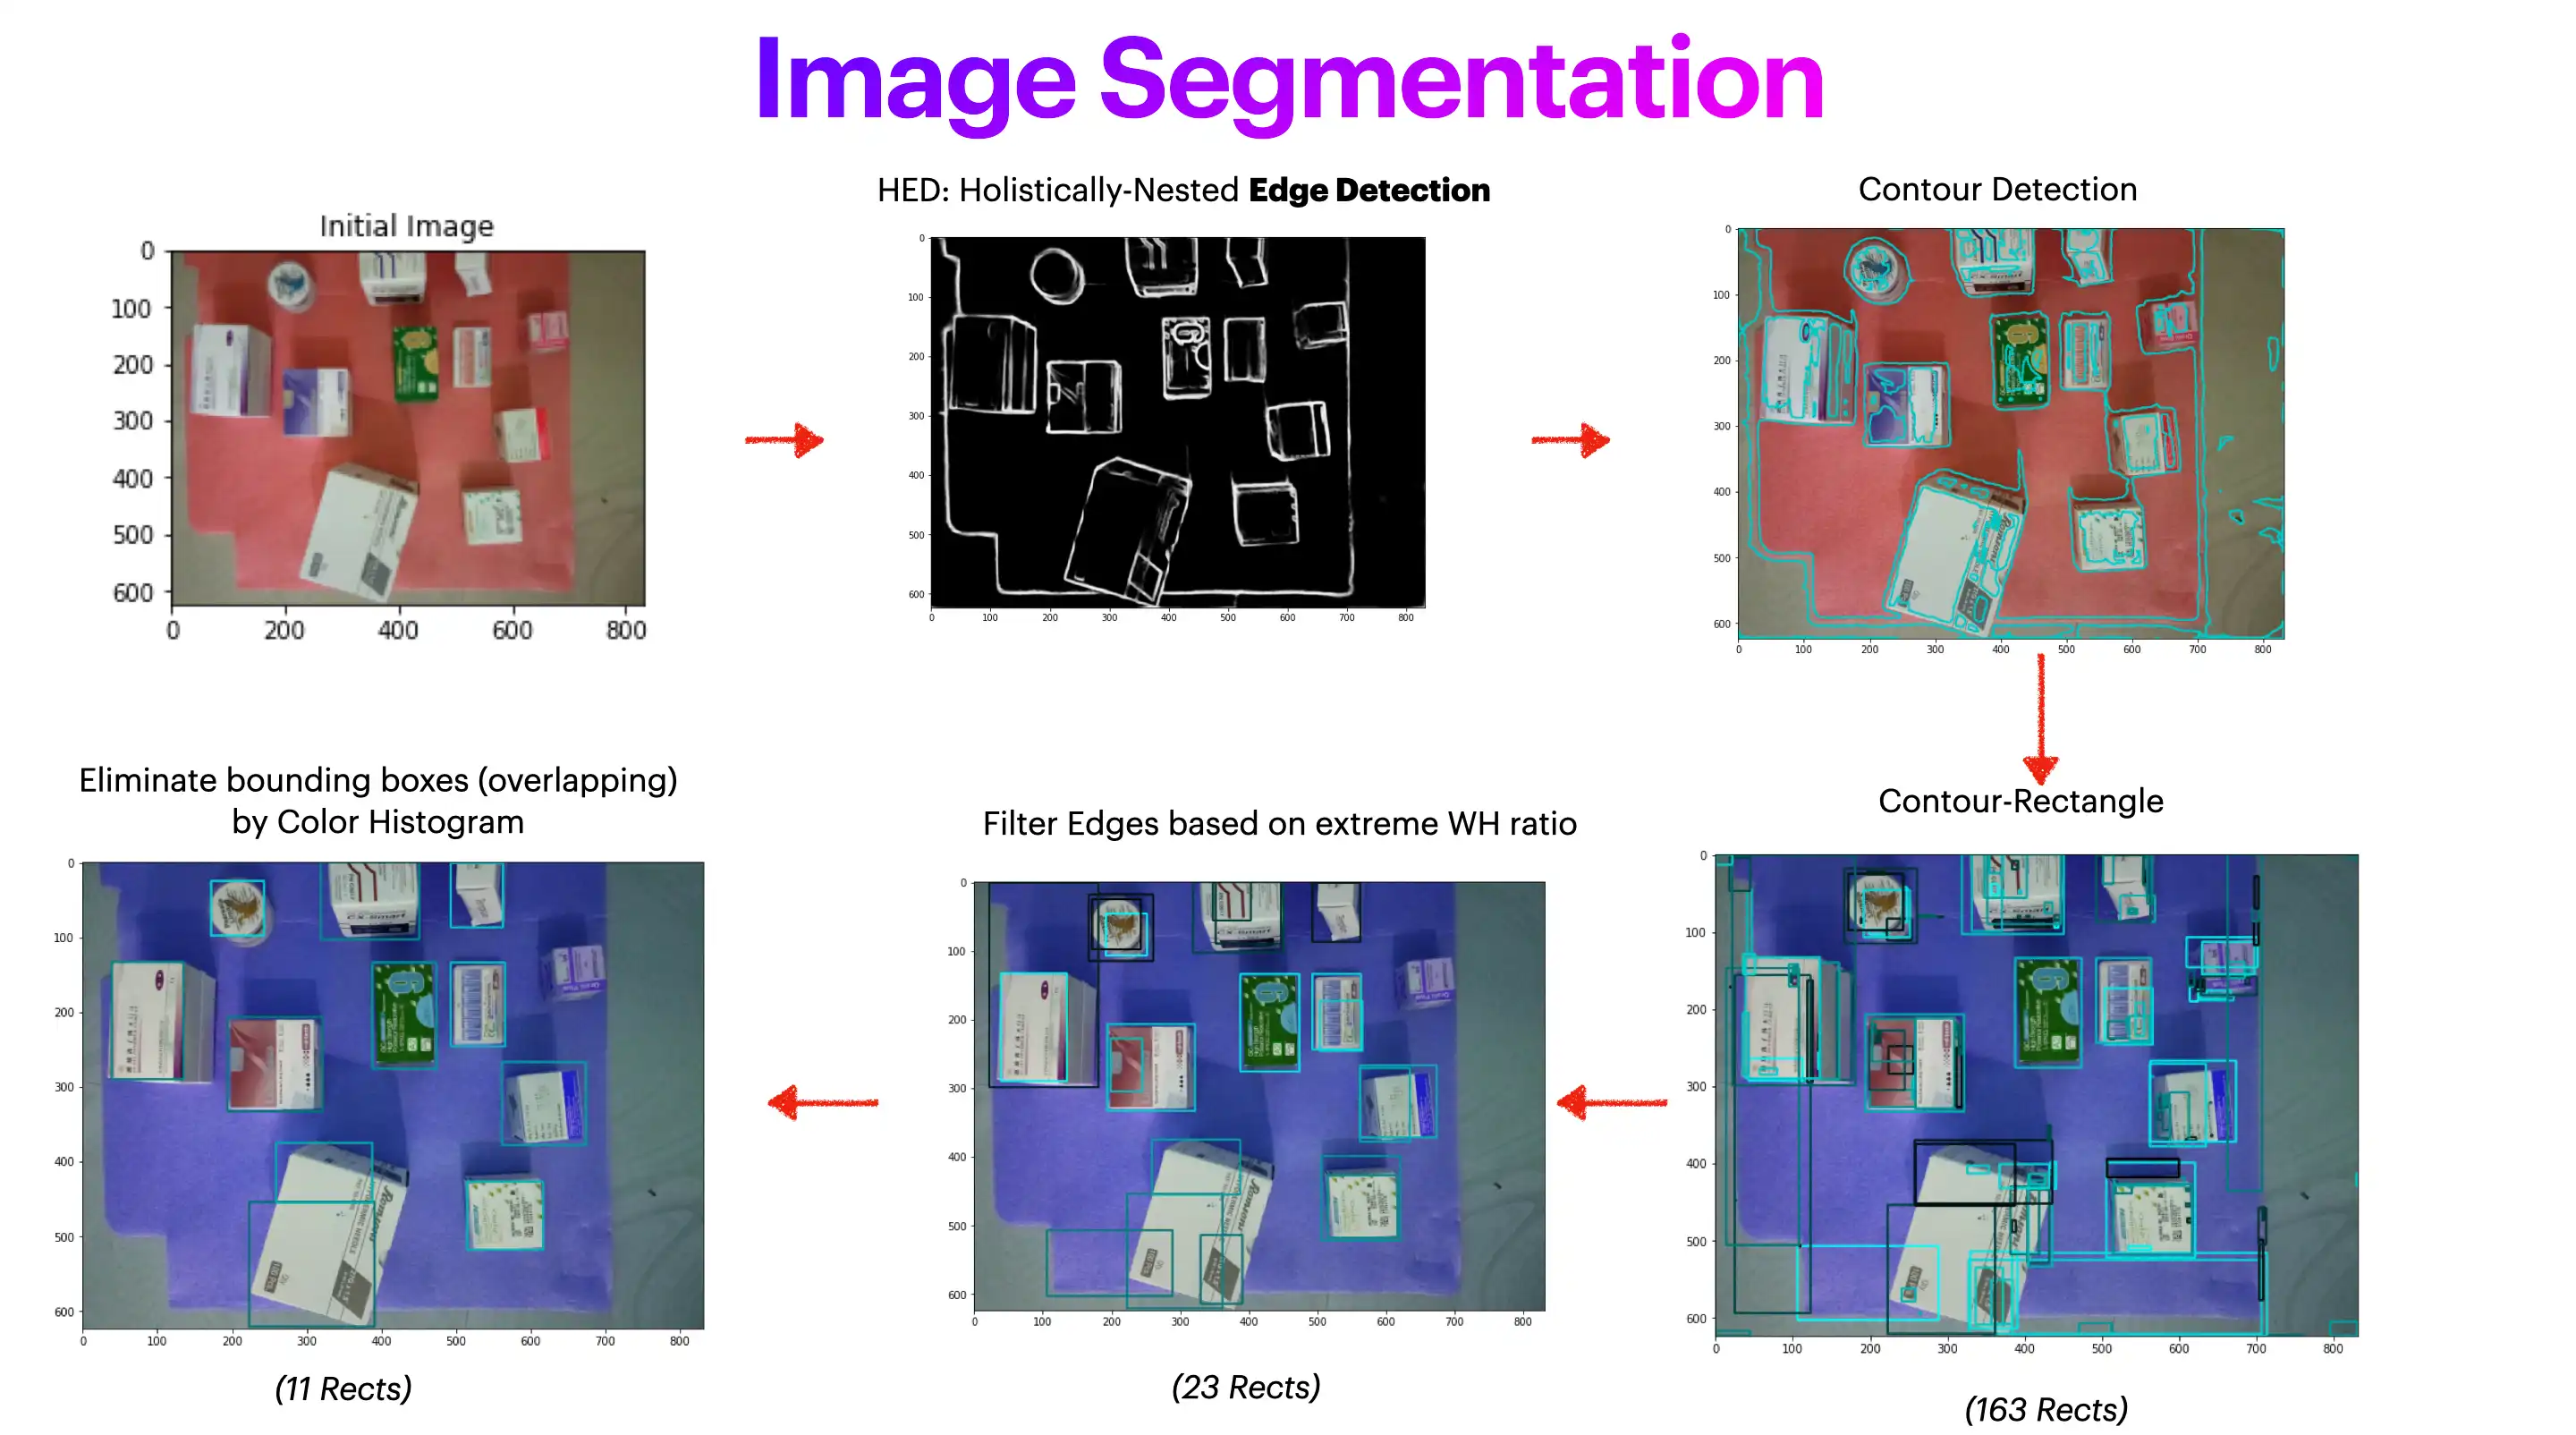 Image Segmentation
Initial Image
0
100
200
300
400
500
600
0 200 400 600 800
HED: Holistically-Nested Edge Detection
0
100
200
300
400
500
600
0 100 200 300 400 500 600 700 800
Contour Detection
0
100
200
300
400
500
600
0 100 200 300 400 500 600 700 800
Contour-Rectangle
0
100
200
300
400
500
600
0 100 200 300 400 500 600 700 800
(163 Rects)
Filter Edges based on extreme WH ratio
0
100
200
300
400
500
600
0 100 200 300 400 500 600 700 800
(23 Rects)
Eliminate bounding boxes (overlapping)
by Color Histogram
0
100
200
300
400
500
600
0 100 200 300 400 500 600 700 800
(11 Rects)